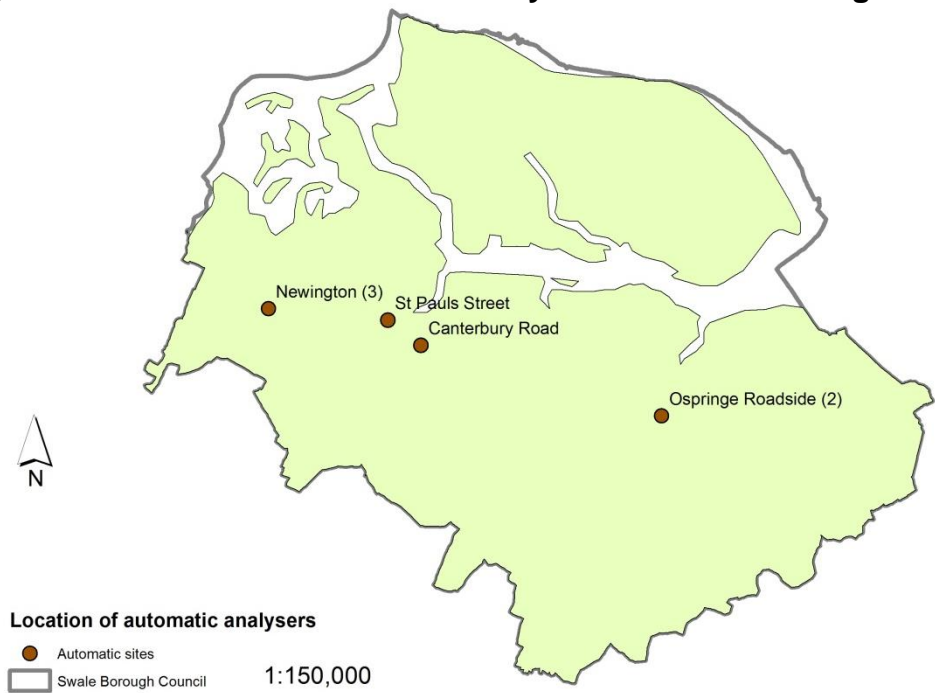 Newington (3)
St Pauls Street
Canterbury Road
Ospringe Roadside (2)
N
Location of automatic analysers
Automatic sites
Swale Borough Council
1:150,000